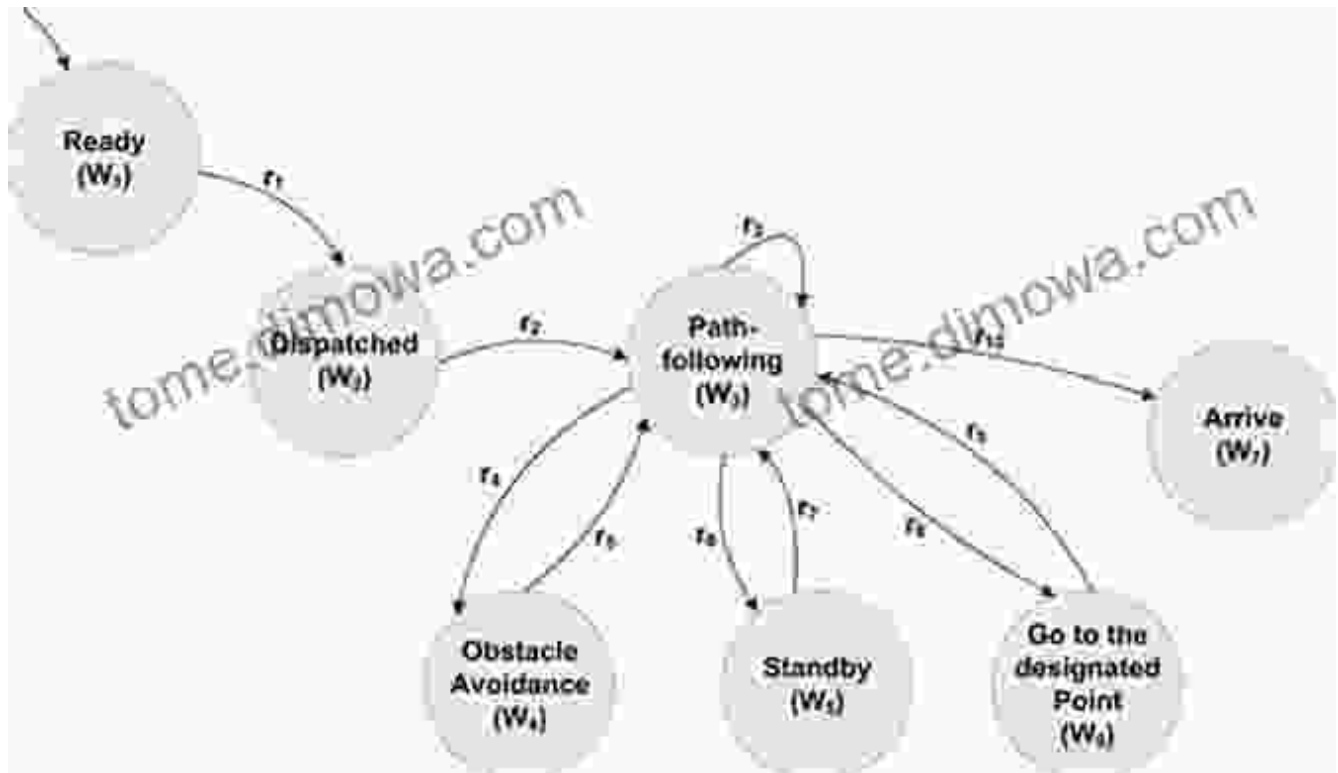 Ready
(W₁)
r₁
Dispatched
(W₂)
r₂
r₃
Path-
following
(W₃)
r₁₀
Arrive
(W₇)
r₄
r₅
r₆
r₇
r₈
r₉
Obstacle
Avoidance
(W₄)
Standby
(W₅)
Go to the
designated
Point
(W₆)
tome.dimowa.com
tome.dimowa.com